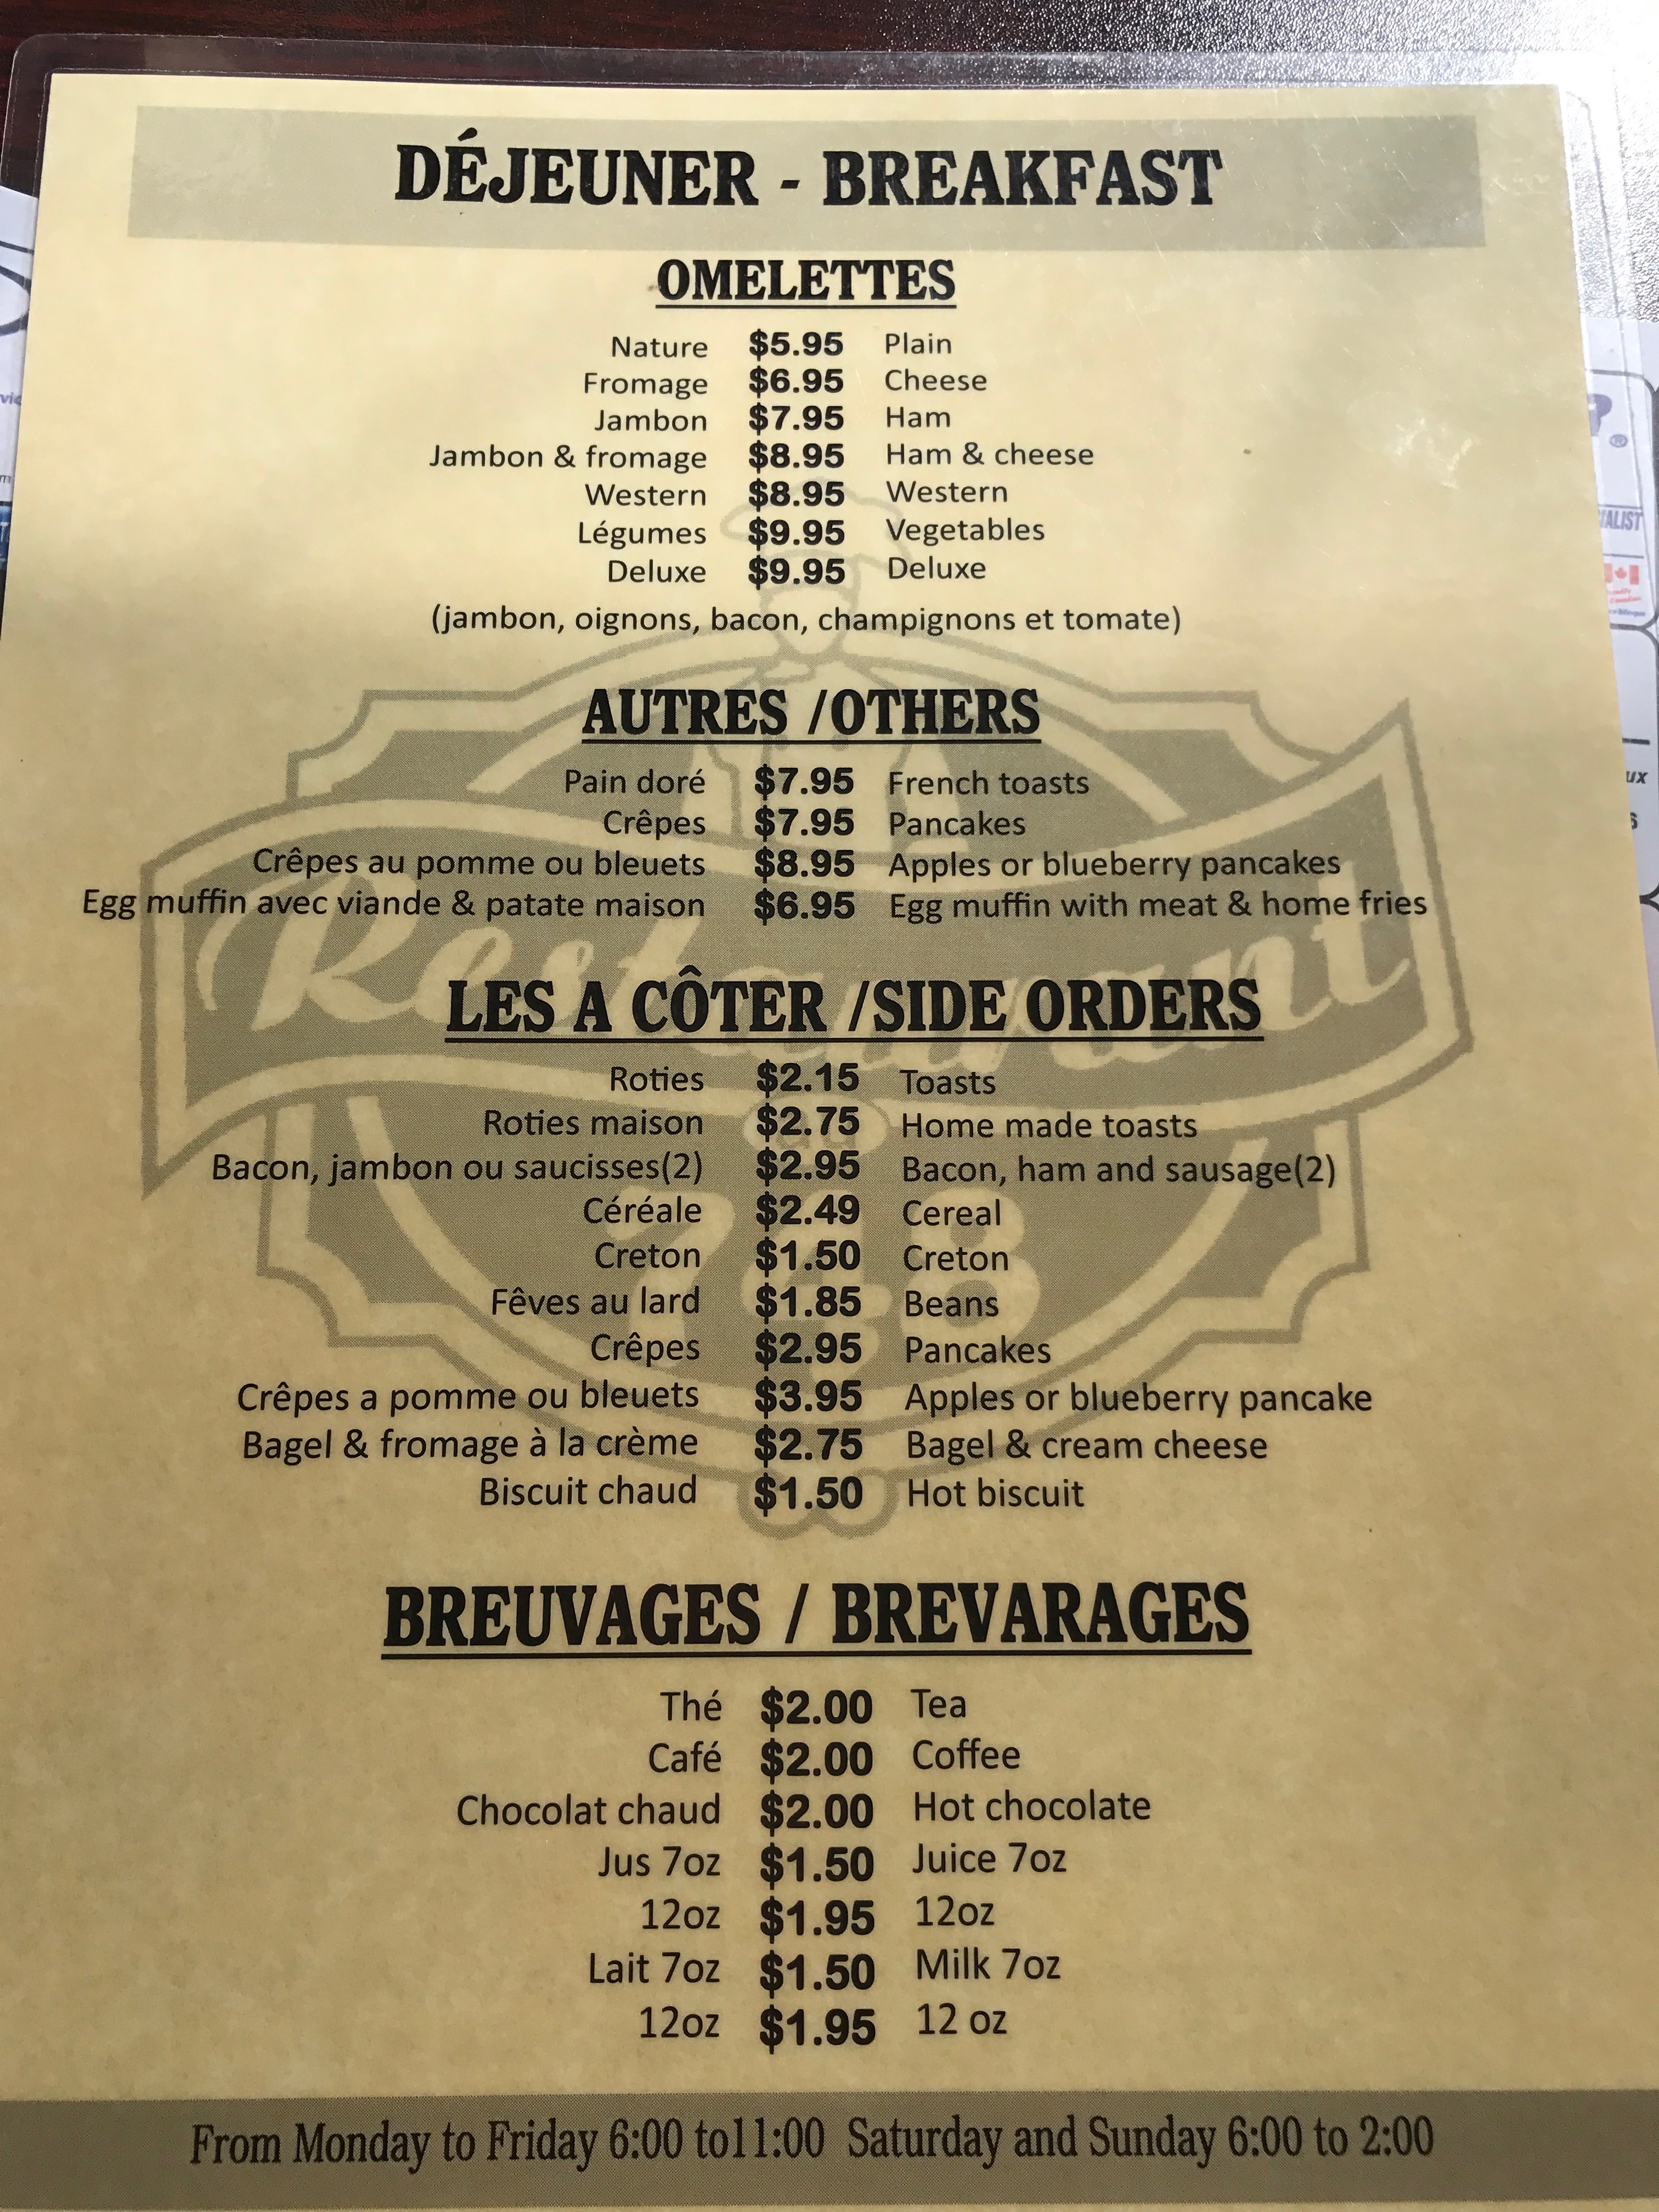 DÉJEUNER - BREAKFAST
OMELETTES
Nature $5.95 Plain
Fromage $6.95 Cheese
Jambon $7.95 Ham
Jambon & fromage $8.95 Ham & cheese
Western $8.95 Western
Légumes $9.95 Vegetables
Deluxe $9.95 Deluxe
(jambon, oignons, bacon, champignons et tomate)
AUTRES /OTHERS
Pain doré $7.95 French toasts
Crêpes $7.95 Pancakes
Crêpes au pomme ou bleuets $8.95 Apples or blueberry pancakes
Egg muffin avec viande & patate maison $6.95 Egg muffin with meat & home fries
Restaurant
LES A CÔTER /SIDE ORDERS
Roties $2.15 Toasts
Roties maison $2.75 Home made toasts
Bacon, jambon ou saucisses(2) $2.95 Bacon, ham and sausage(2)
Céréale $2.49 Cereal
Creton $1.50 Creton
Fêves au lard $1.85 Beans
Crêpes $2.95 Pancakes
Crêpes a pomme ou bleuets $3.95 Apples or blueberry pancake
Bagel & fromage à la crème $2.75 Bagel & cream cheese
Biscuit chaud $1.50 Hot biscuit
BREUVAGES / BREVARAGES
Thé $2.00 Tea
Café $2.00 Coffee
Chocolat chaud $2.00 Hot chocolate
Jus 7oz $1.50 Juice 7oz
12oz $1.95 12oz
Lait 7oz $1.50 Milk 7oz
12oz $1.95 12 oz
From Monday to Friday 6:00 to11:00 Saturday and Sunday 6:00 to 2:00